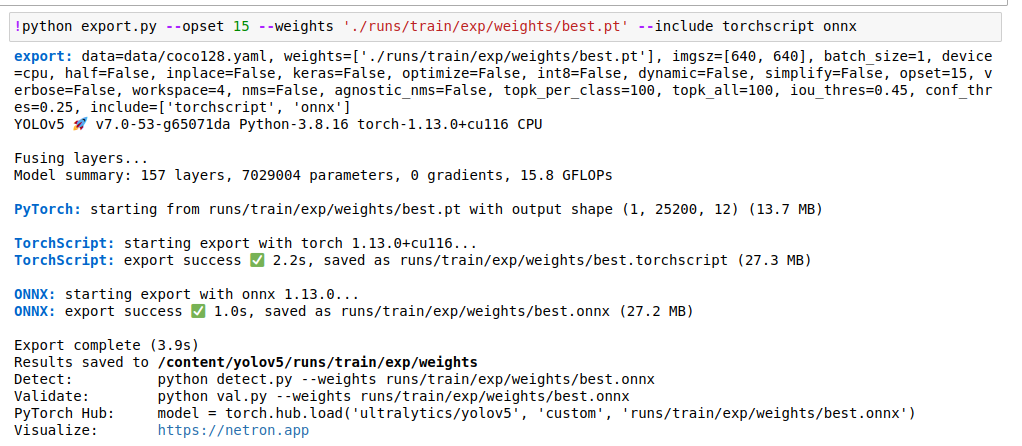 !python export.py --opset 15 --weights './runs/train/exp/weights/best.pt' --include torchscript onnx
export: data=data/coco128.yaml, weights=['./runs/train/exp/weights/best.pt'], imgsz=[640, 640], batch_size=1, device
=cpu, half=False, inplace=False, keras=False, optimize=False, int8=False, dynamic=False, simplify=False, opset=15, v
erbose=False, workspace=4, nms=False, agnostic_nms=False, topk_per_class=100, topk_all=100, iou_thres=0.45, conf_thr
es=0.25, include=['torchscript', 'onnx']
YOLOv5 🚀 v7.0-53-g65071da Python-3.8.16 torch-1.13.0+cu116 CPU
Fusing layers...
Model summary: 157 layers, 7029004 parameters, 0 gradients, 15.8 GFLOPs
PyTorch: starting from runs/train/exp/weights/best.pt with output shape (1, 25200, 12) (13.7 MB)
TorchScript: starting export with torch 1.13.0+cu116...
TorchScript: export success ✅ 2.2s, saved as runs/train/exp/weights/best.torchscript (27.3 MB)
ONNX: starting export with onnx 1.13.0...
ONNX: export success ✅ 1.0s, saved as runs/train/exp/weights/best.onnx (27.2 MB)
Export complete (3.9s)
Results saved to /content/yolov5/runs/train/exp/weights
Detect: python detect.py --weights runs/train/exp/weights/best.onnx
Validate: python val.py --weights runs/train/exp/weights/best.onnx
PyTorch Hub: model = torch.hub.load('ultralytics/yolov5', 'custom', 'runs/train/exp/weights/best.onnx')
Visualize: https://netron.app